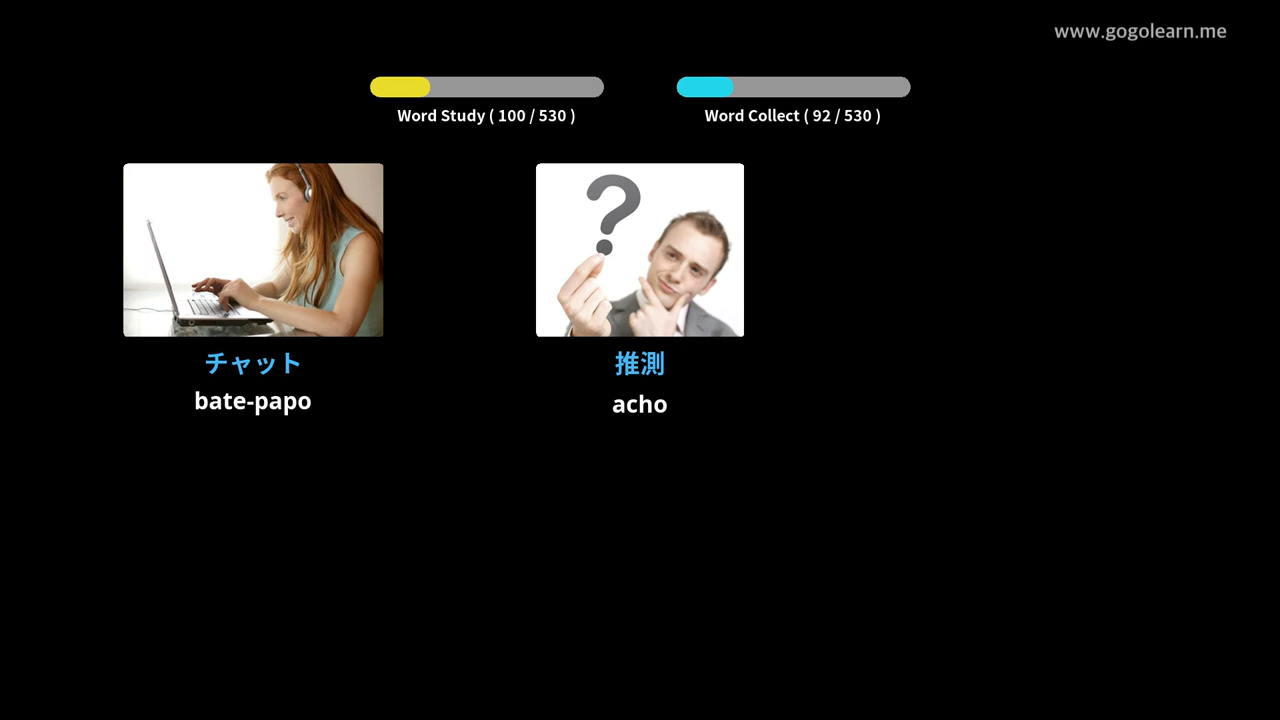 www.gogolearn.me
Word Study ( 100 / 530 )
Word Collect ( 92 / 530 )
チャット
bate-papo
推測
acho